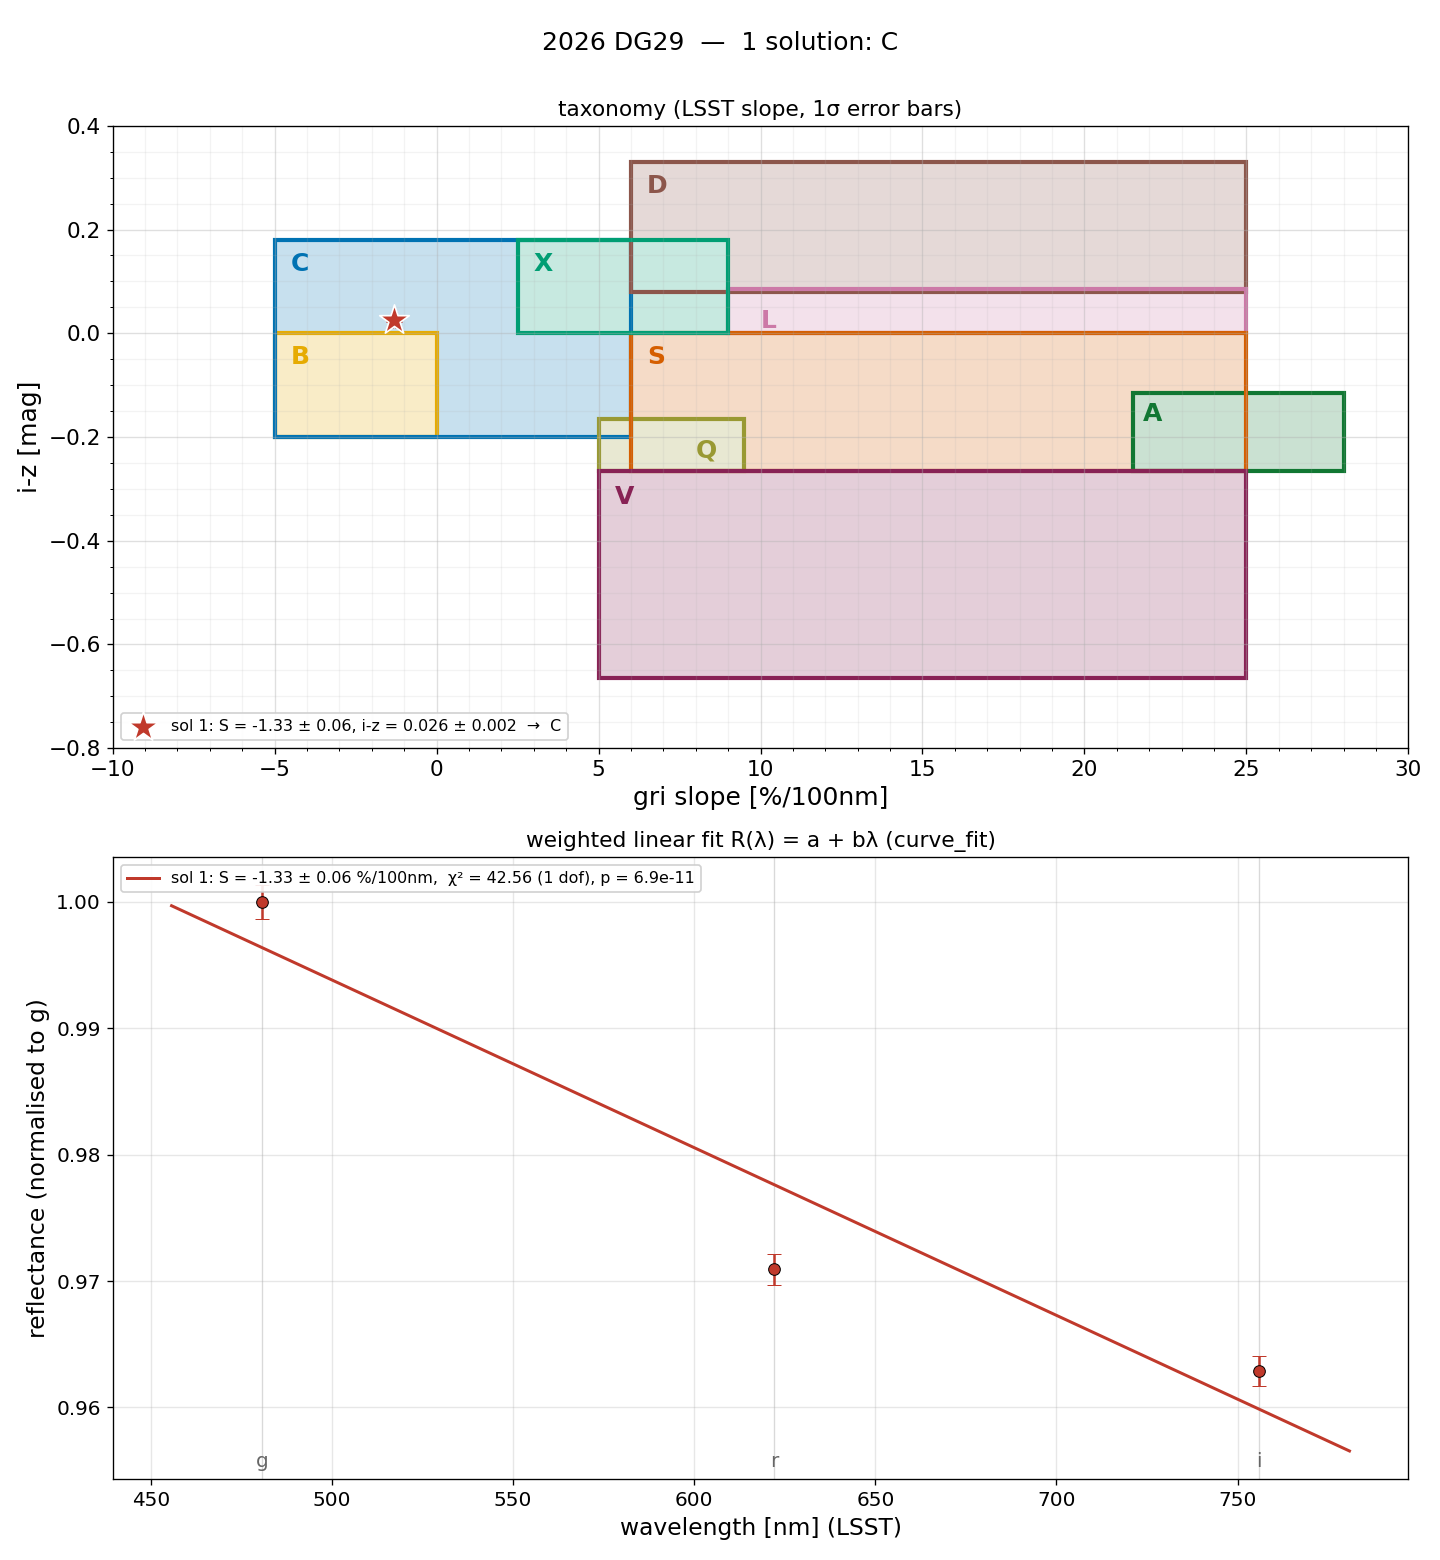 2026 DG29 — 1 solution: C
taxonomy (LSST slope, 1σ error bars)
0.4
0.2
0.0
−0.2
−0.4
−0.6
−0.8
i-z [mag]
D
C
X
L
B
S
A
Q
V
sol 1: S = -1.33 ± 0.06, i-z = 0.026 ± 0.002 → C
−10
−5
0
5
10
15
20
25
30
gri slope [%/100nm]
weighted linear fit R(λ) = a + bλ (curve_fit)
sol 1: S = -1.33 ± 0.06 %/100nm, χ² = 42.56 (1 dof), p = 6.9e-11
1.00
0.99
0.98
0.97
0.96
reflectance (normalised to g)
g
r
i
450
500
550
600
650
700
750
wavelength [nm] (LSST)